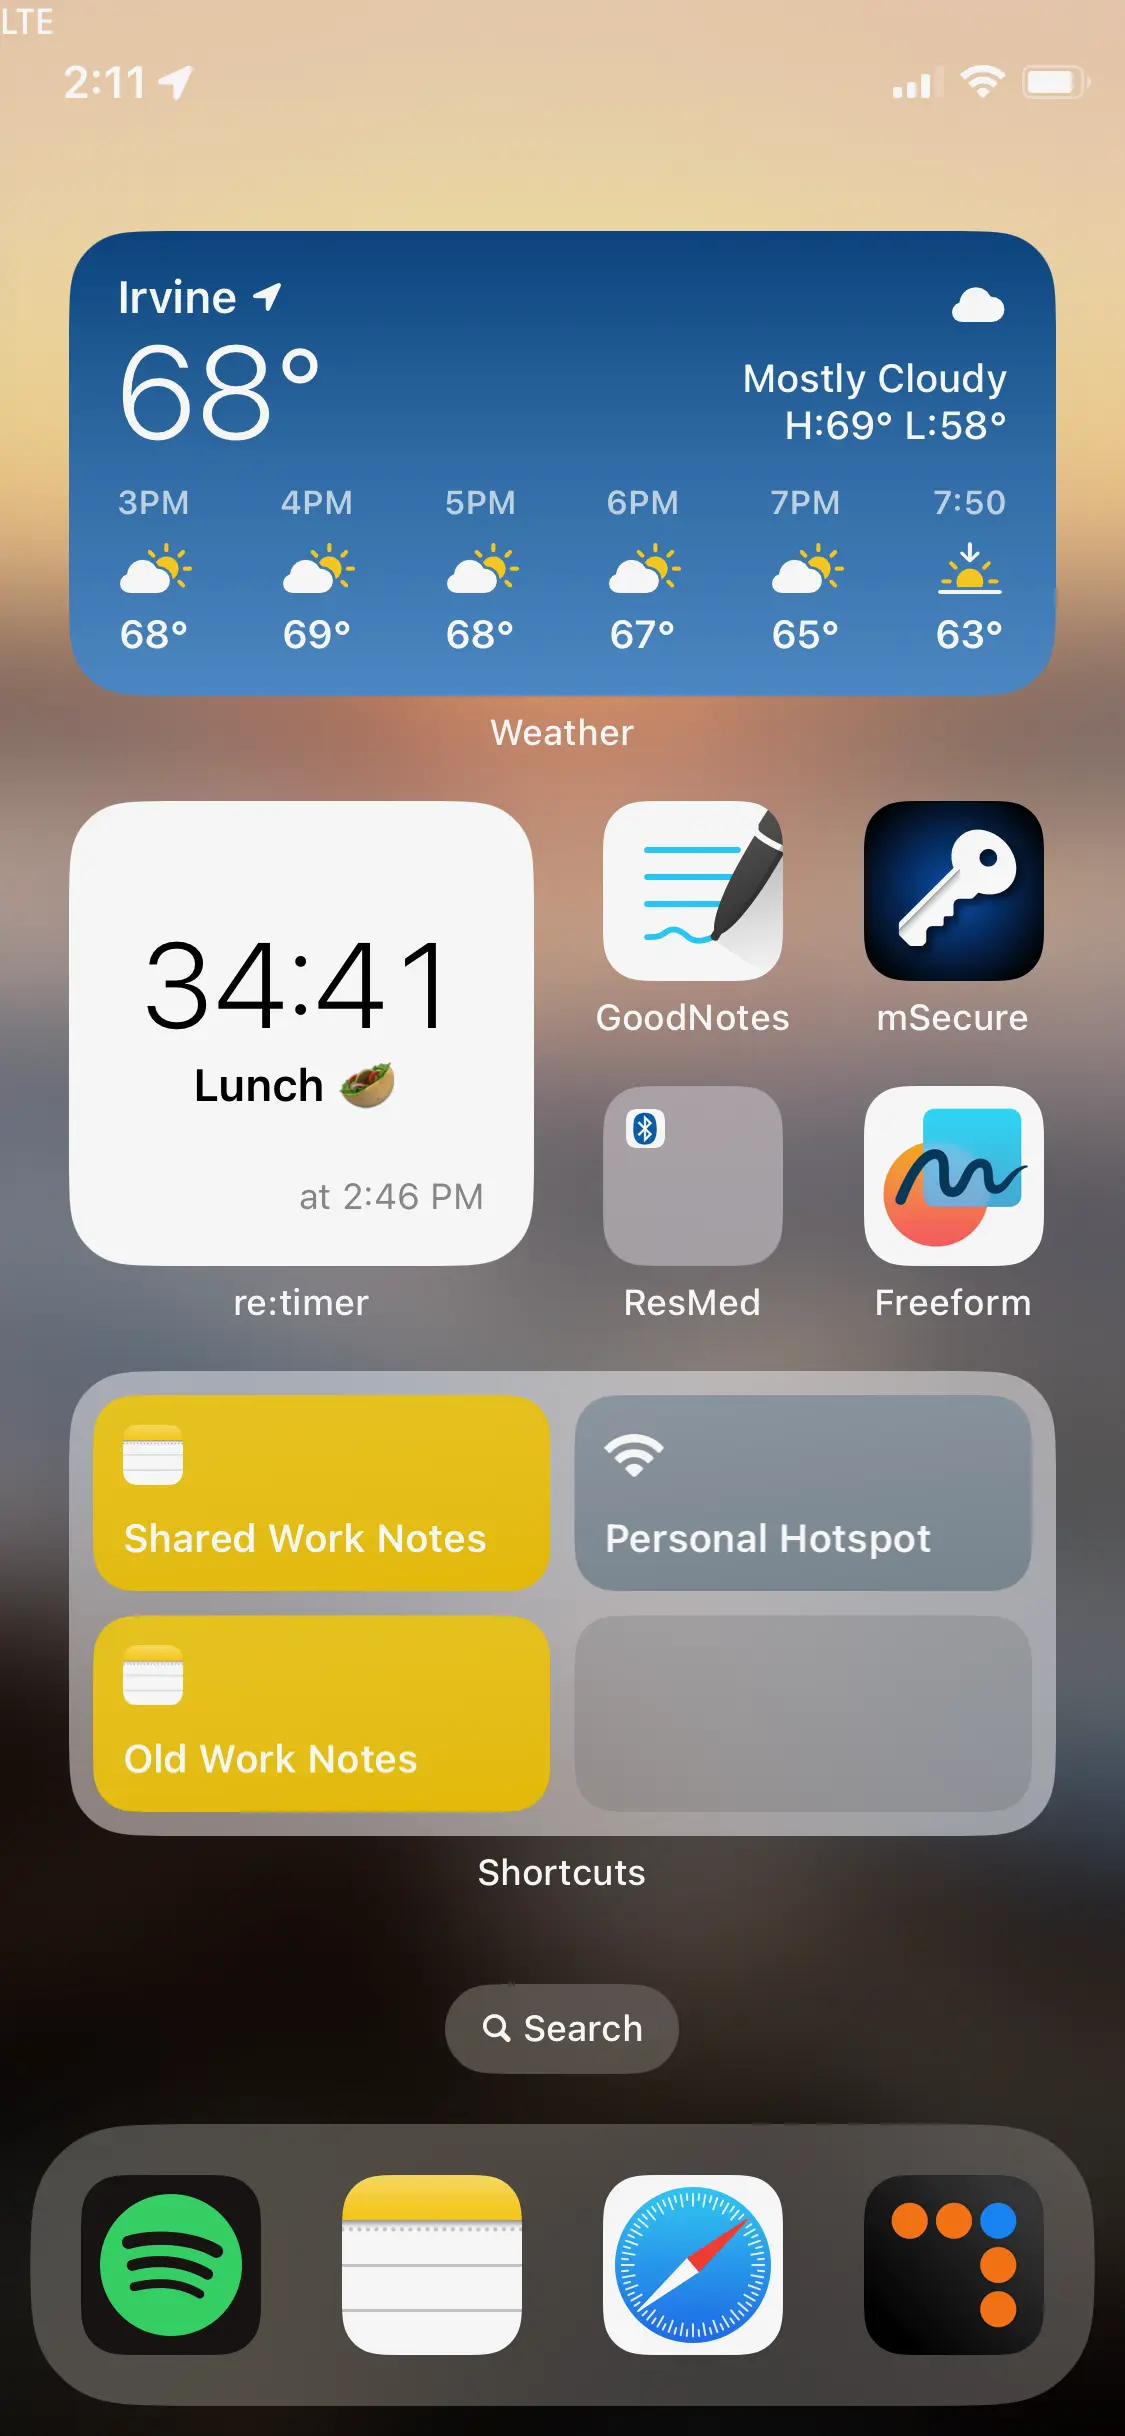 LTE
2:11
Irvine
68°
Mostly Cloudy
H:69° L:58°
3PM 4PM 5PM 6PM 7PM 7:50
68° 69° 68° 67° 65° 63°
Weather
34:41
Lunch
at 2:46 PM
re:timer
GoodNotes
mSecure
ResMed
Freeform
Shared Work Notes
Personal Hotspot
Old Work Notes
Shortcuts
Search